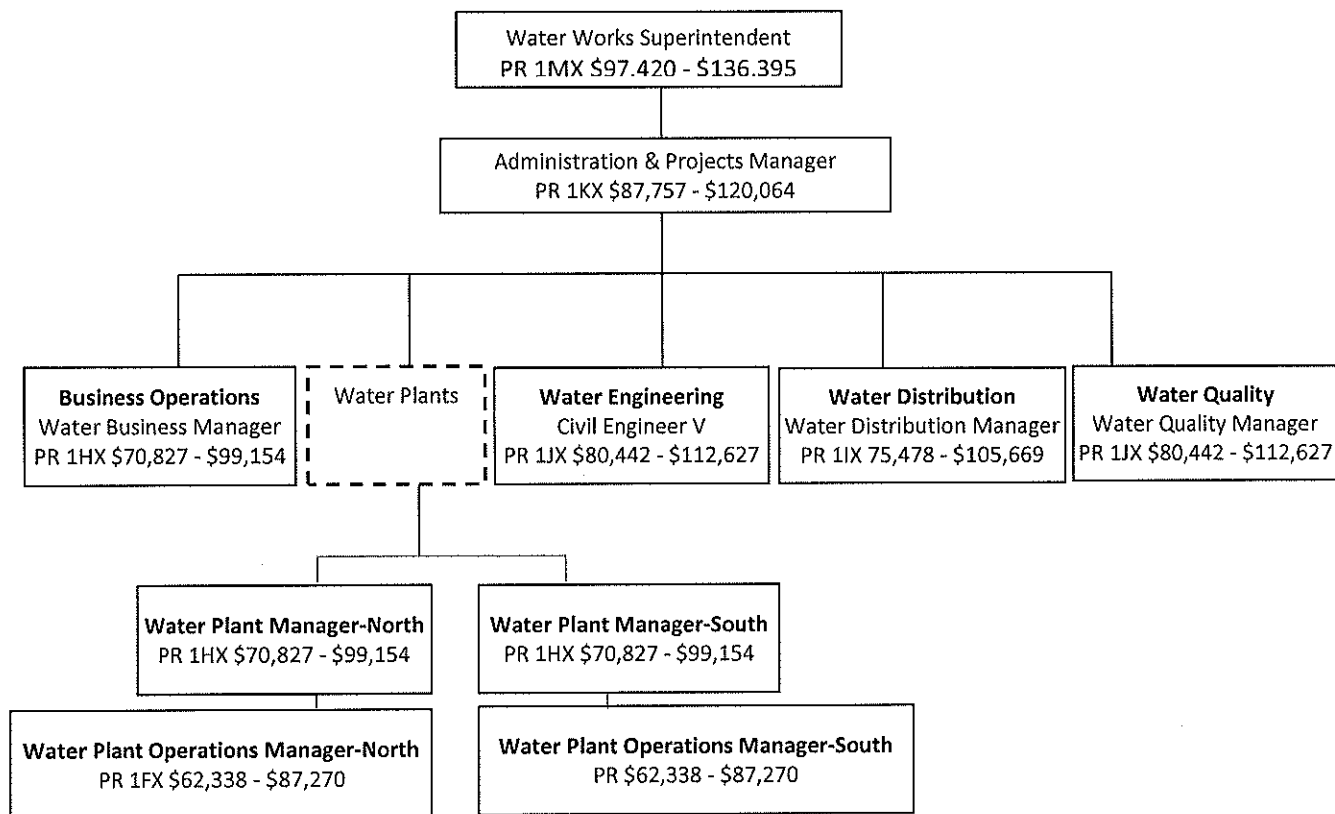 Water Works Superintendent
PR 1MX $97.420 - $136.395
Administration & Projects Manager
PR 1KX $87,757 - $120,064
Business Operations
Water Business Manager
PR 1HX $70,827 - $99,154
Water Plants
Water Engineering
Civil Engineer V
PR 1JX $80,442 - $112,627
Water Distribution
Water Distribution Manager
PR 1IX 75,478 - $105,669
Water Quality
Water Quality Manager
PR 1JX $80,442 - $112,627
Water Plant Manager-North
PR 1HX $70,827 - $99,154
Water Plant Manager-South
PR 1HX $70,827 - $99,154
Water Plant Operations Manager-North
PR 1FX $62,338 - $87,270
Water Plant Operations Manager-South
PR $62,338 - $87,270